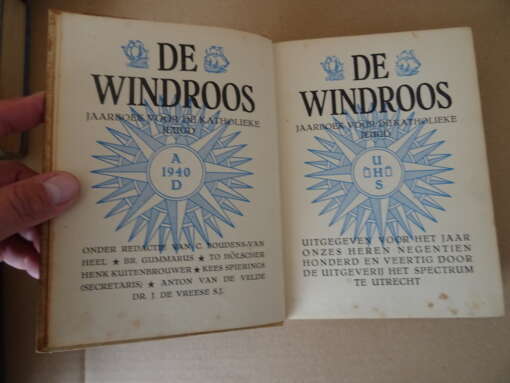 DE
WINDROOS
JAARBOEK VOOR DE KATHOLIEKE
JEUGD
A
1940
D
ONDER REDACTIE VAN C. BOUDENS-VAN
HEEL ★ BR. GUMMARUS ★ TO HÖLSCHER
HENK KUITENBROUWER ★ KEES SPIERINGS
(SECRETARIS) ★ ANTON VAN DE VELDE
DR. J. DE VREESE S.J.
DE
WINDROOS
JAARBOEK VOOR DE KATHOLIEKE
JEUGD
U
H
S
UITGEGEVEN VOOR HET JAAR
ONZES HEREN NEGENTIEN
HONDERD EN VEERTIG DOOR
DE UITGEVERIJ HET SPECTRUM
TE UTRECHT